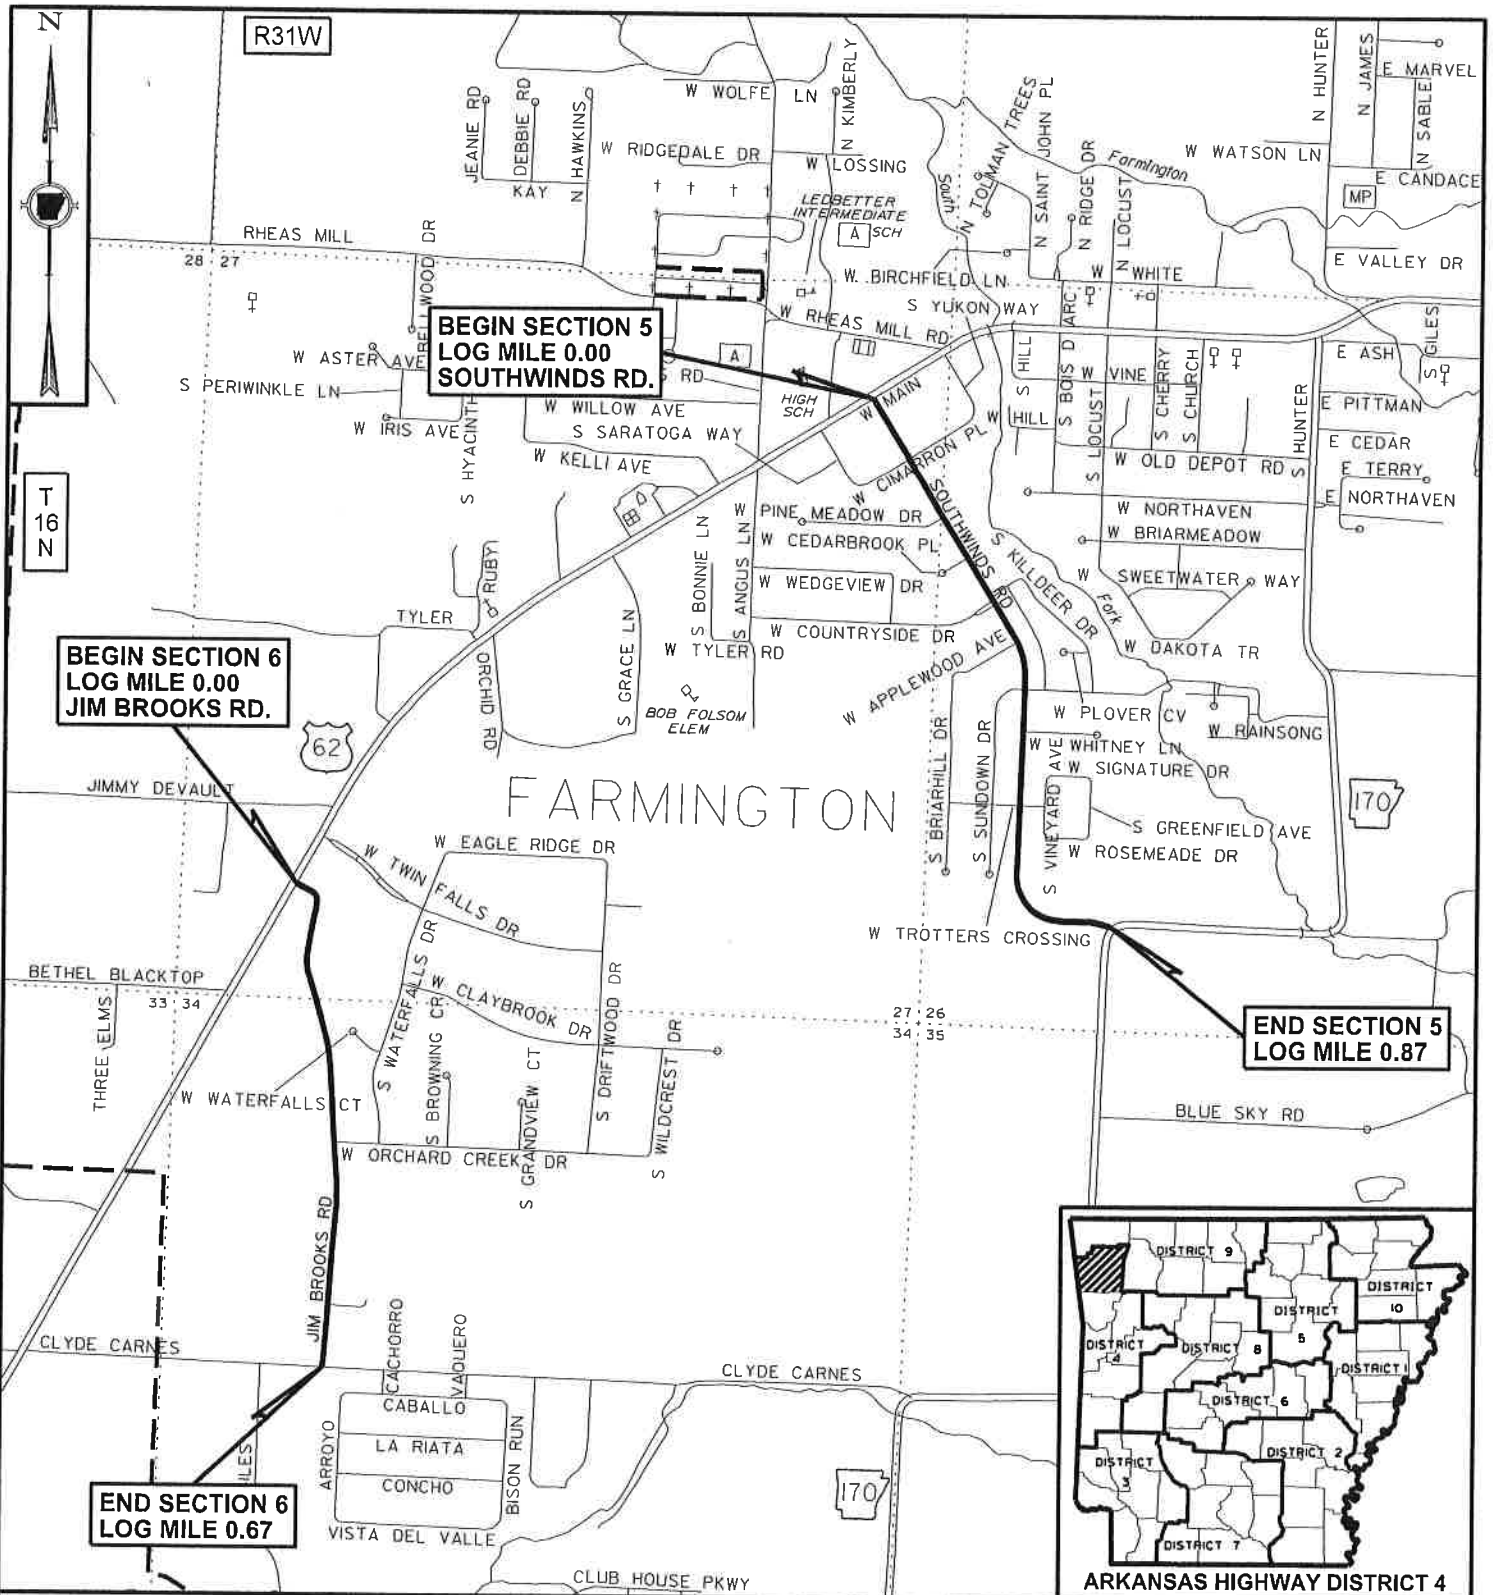 N
R31W
W WOLFE LN
N KIMBERLY
JEANIE RD
DEBBIE RD
N HAWKINS
KAY
W RIDGEDALE DR
W LOSSING
N HUNTER
N JAMES
E MARVEL
N SABLE
W WATSON LN
E CANDACE
MP
Farmington
N TOLMAN TREES
N SAINT JOHN PL
N RIDGE DR
N LOCUST
South
LEDBETTER
INTERMEDIATE
A SCH
RHEAS MILL
28 27
W BIRCHFIELD LN
W WHITE
E VALLEY DR
S YUKON WAY
W RHEAS MILL RD
BEGIN SECTION 5
LOG MILE 0.00
SOUTHWINDS RD.
A
RD
W ASTER AVE
S PERIWINKLE LN
W IRIS AVE
S HYACINTH
W WILLOW AVE
S SARATOGA WAY
W KELLI AVE
HIGH
SCH
W MAIN
S HILL
W HILL
S BOIS D ARC
W VINE
S LOCUST
S CHERRY
S CHURCH
S HUNTER
S GILES
E ASH
E PITTMAN
E CEDAR
E TERRY
E NORTHAVEN
W CIMARRON PL
W OLD DEPOT RD
W NORTHAVEN
W BRIARMEADOW
W SWEETWATER WAY
W DAKOTA TR
T
16
N
W PINE MEADOW DR
W CEDARBROOK PL
W WEDGEVIEW DR
W COUNTRYSIDE DR
W TYLER RD
S BONNIE LN
S ANGUS LN
SOUTHWINDS RD
S KILLDEER DR
Fork
TYLER
RUBY
ORCHID RD
S GRACE LN
BOB FOLSOM
ELEM
W APPLEWOOD AVE
BEGIN SECTION 6
LOG MILE 0.00
JIM BROOKS RD.
62
JIMMY DEVAULT
FARMINGTON
S BRIARHILL DR
S SUNDOWN DR
W PLOVER CV
W RAINSONG
W WHITNEY LN
W SIGNATURE DR
S VINEYARD AVE
S GREENFIELD AVE
W ROSEMEADE DR
W TROTTERS CROSSING
170
W EAGLE RIDGE DR
W TWIN FALLS DR
S WATERFALLS DR
W CLAYBROOK DR
S DRIFTWOOD DR
S WILDCREST DR
S BROWNING CR
S GRANDVIEW CT
W WATERFALLS CT
W ORCHARD CREEK DR
BETHEL BLACKTOP
33 34
THREE ELMS
27 26
34 35
END SECTION 5
LOG MILE 0.87
BLUE SKY RD
JIM BROOKS RD
CLYDE CARNES
CACHORRO
VAQUERO
CLYDE CARNES
CABALLO
LA RIATA
CONCHO
ARROYO
BISON RUN
VISTA DEL VALLE
CLUB HOUSE PKWY
END SECTION 6
LOG MILE 0.67
170
DISTRICT 9
DISTRICT
10
DISTRICT
5
DISTRICT
4
DISTRICT 8
DISTRICT 1
DISTRICT 6
DISTRICT 2
DISTRICT
3
DISTRICT 7
ARKANSAS HIGHWAY DISTRICT 4